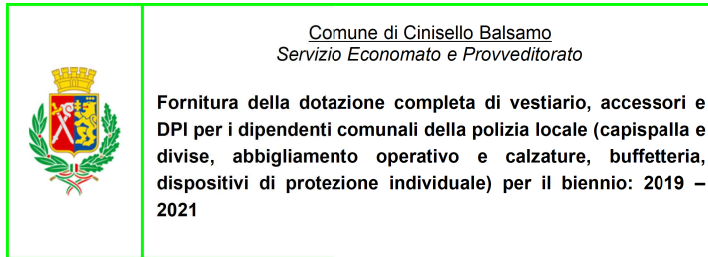 Comune di Cinisello Balsamo
Servizio Economato e Provveditorato
Fornitura della dotazione completa di vestiario, accessori e
DPI per i dipendenti comunali della polizia locale (capispalla e
divise, abbigliamento operativo e calzature, buffetteria,
dispositivi di protezione individuale) per il biennio: 2019 –
2021